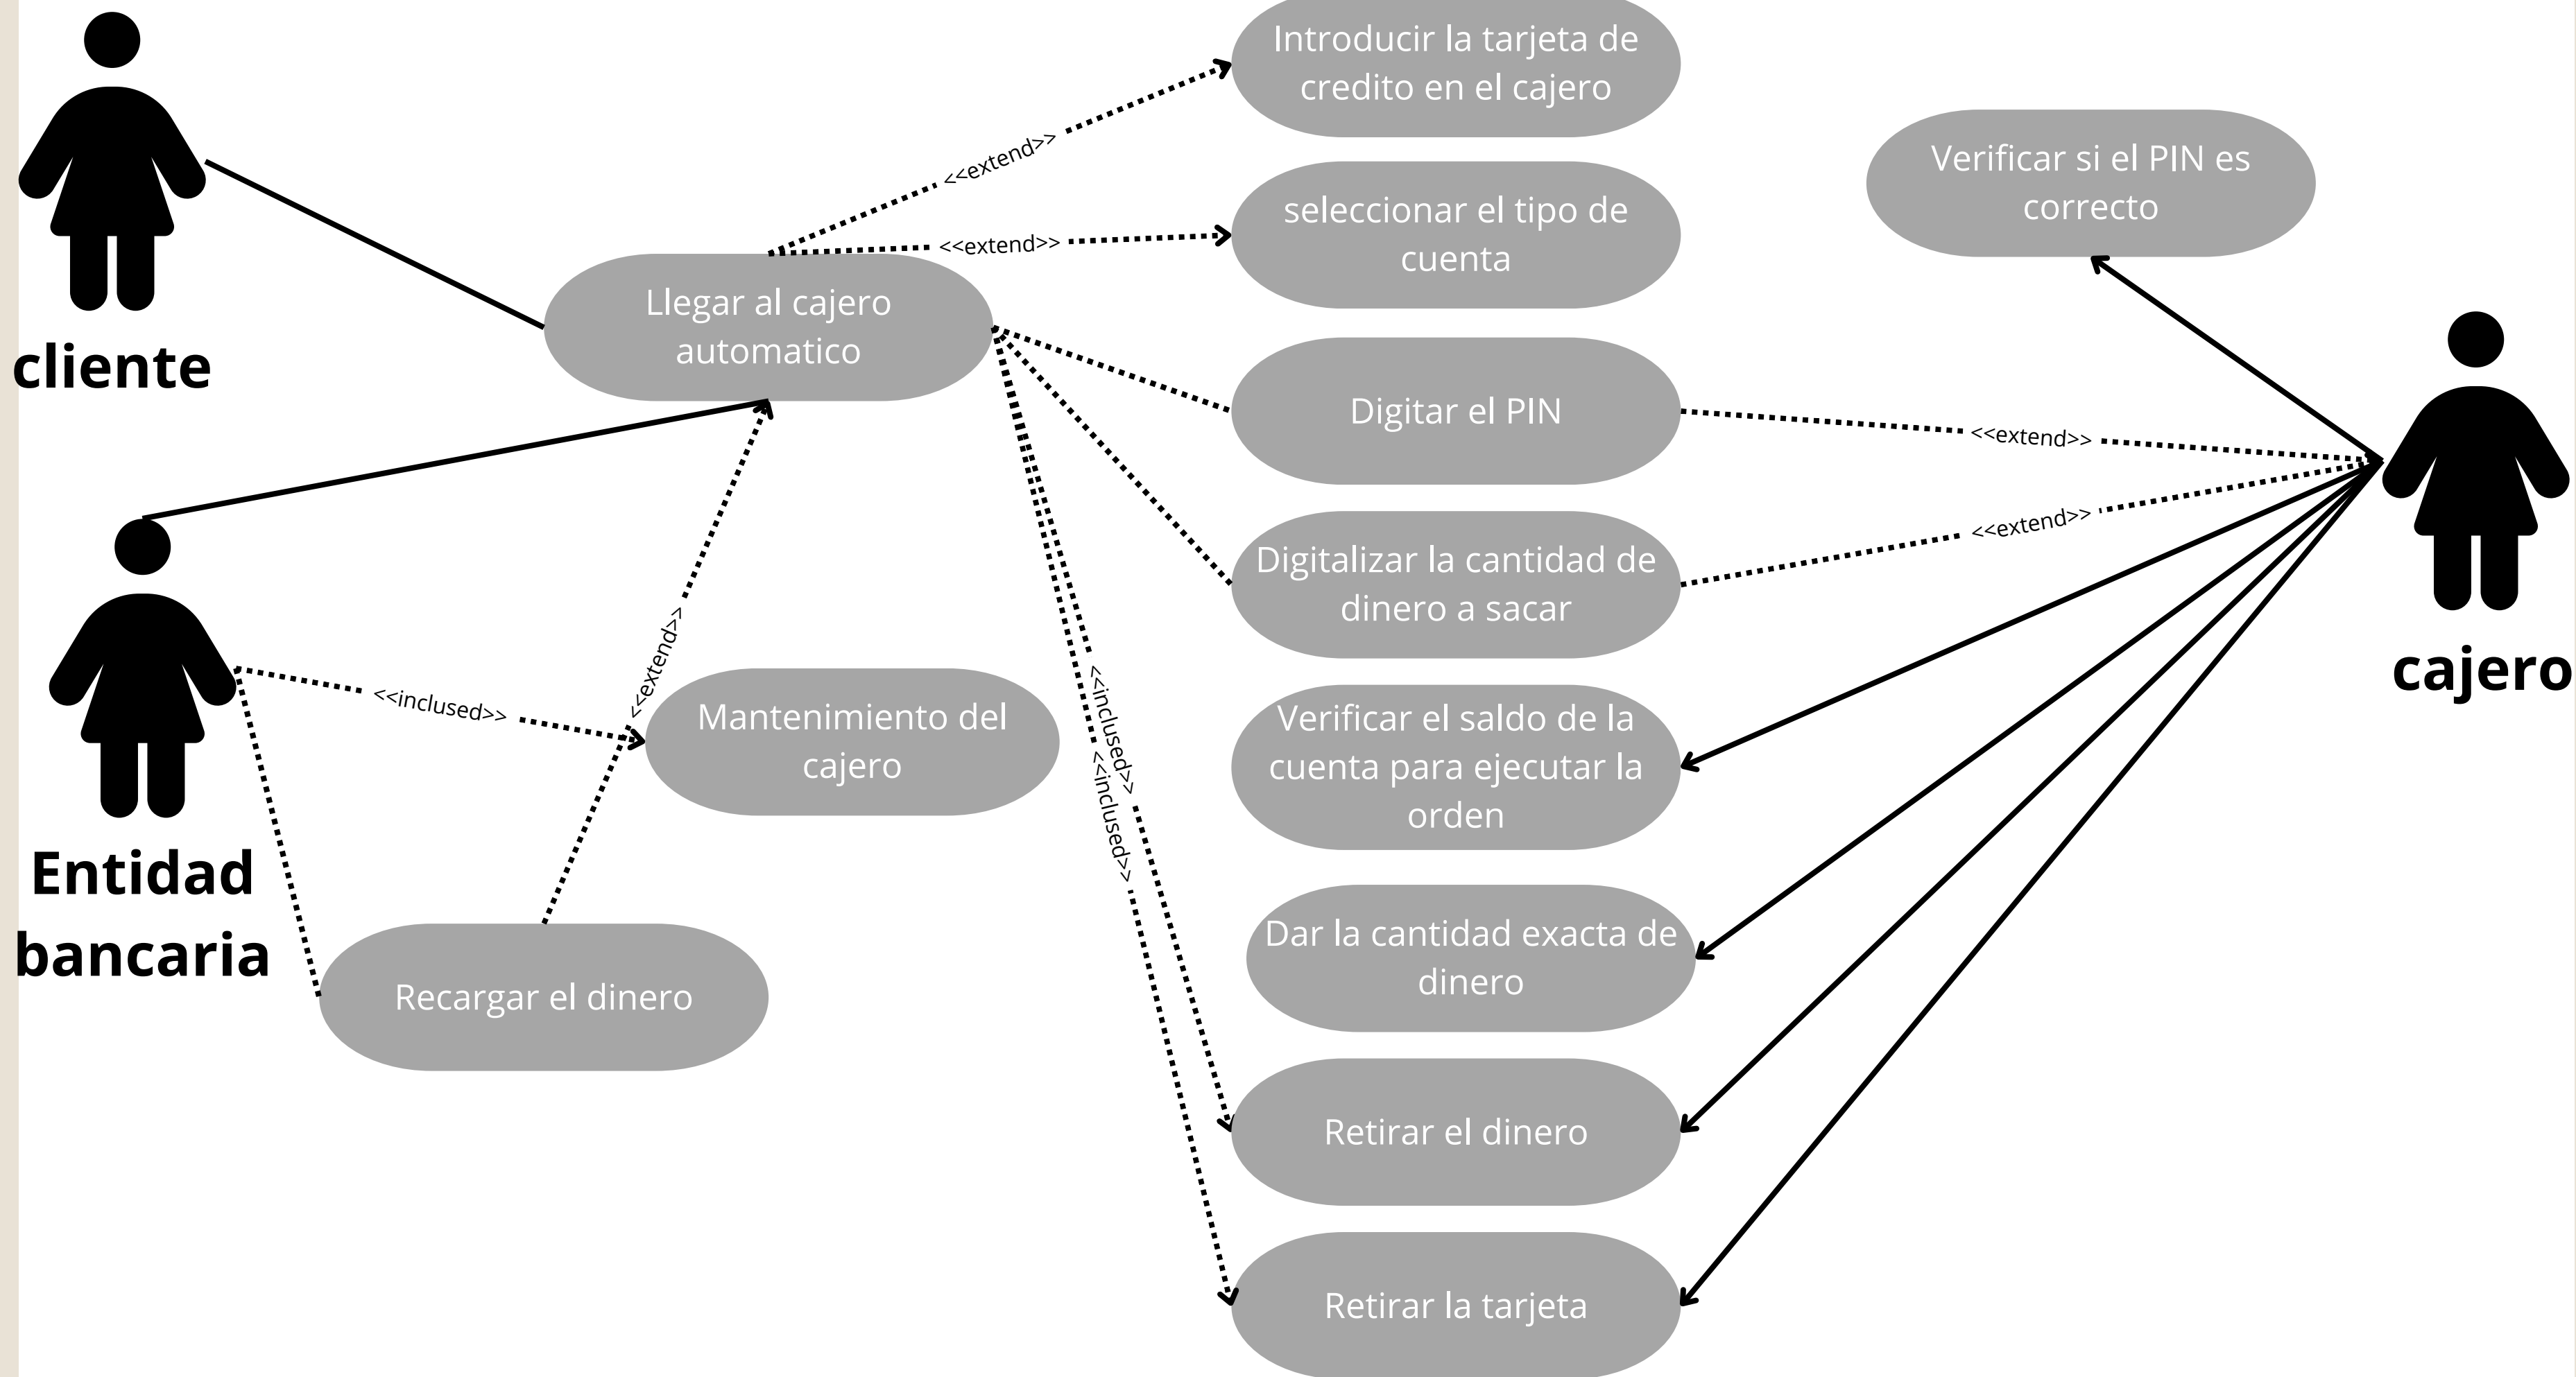 cliente
Entidad
bancaria
cajero
Llegar al cajero
automatico
Mantenimiento del
cajero
Recargar el dinero
Introducir la tarjeta de
credito en el cajero
seleccionar el tipo de
cuenta
Digitar el PIN
Digitalizar la cantidad de
dinero a sacar
Verificar el saldo de la
cuenta para ejecutar la
orden
Dar la cantidad exacta de
dinero
Retirar el dinero
Retirar la tarjeta
Verificar si el PIN es
correcto
<<extend>>
<<extend>>
<<extend>>
<<extend>>
<<extend>>
<<inclused>>
<<inclused>>
<<inclused>>